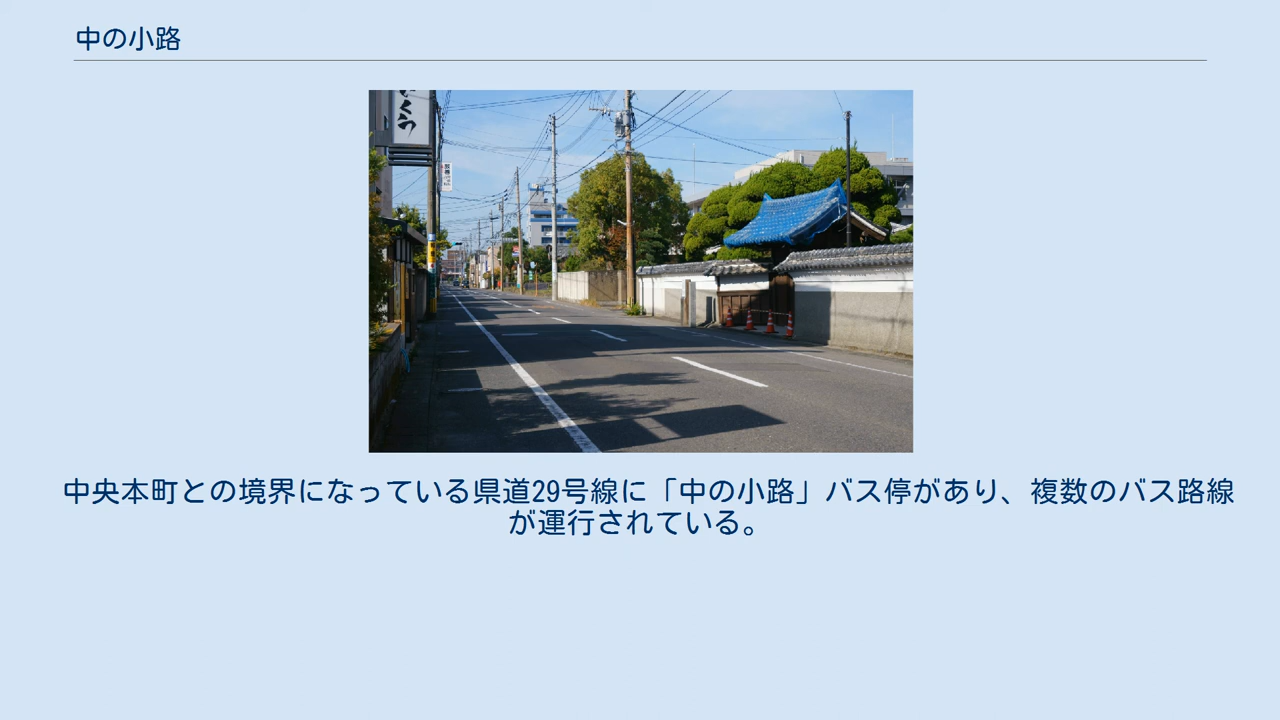 中の小路
くう
中央本町との境界になっている県道29号線に「中の小路」バス停があり、複数のバス路線
が運行されている。